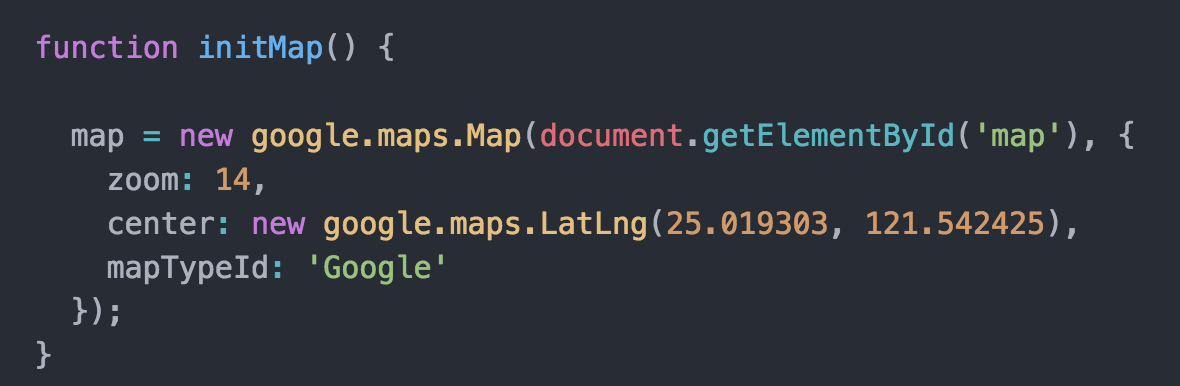 function initMap() {
  map = new google.maps.Map(document.getElementById('map'), {
    zoom: 14,
    center: new google.maps.LatLng(25.019303, 121.542425),
    mapTypeId: 'Google'
  });
}